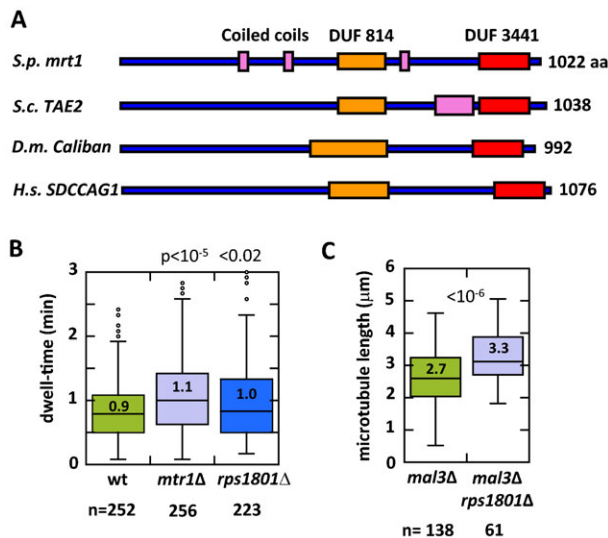 A
Coiled coils DUF 814 DUF 3441
S.p. mrt1 1022 aa
S.c. TAE2 1038
D.m. Caliban 992
H.s. SDCCAG1 1076
B
p<10-5 <0.02
dwell-time (min)
3
2
1
0
0.9 1.1 1.0
wt mtr1Δ rps1801Δ
n=252 256 223
C
<10-6
microtubule length (μm)
6
5
4
3
2
1
0
2.7 3.3
mal3Δ mal3Δ
rps1801Δ
n= 138 61